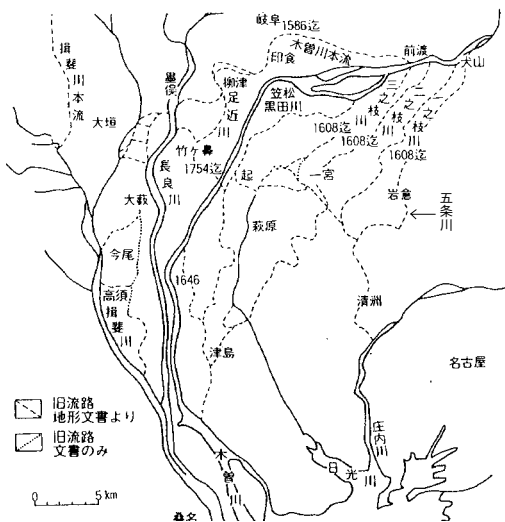 岐阜
1586迄
木曽川本流
前渡
犬山
揖斐川本流
墨俣
柳津
印食
足近川
笠松
黒田川
三之枝川
二之枝川
一之枝川
大垣
竹ヶ鼻
1754迄
長良川
1608迄
1608迄
1608迄
起
一宮
岩倉
五条川
大薮
萩原
今尾
1646
高須
揖斐川
清洲
津島
名古屋
庄内川
日光川
木曽川
桑名
旧流路
地形文書より
旧流路
文書のみ
0 5 km